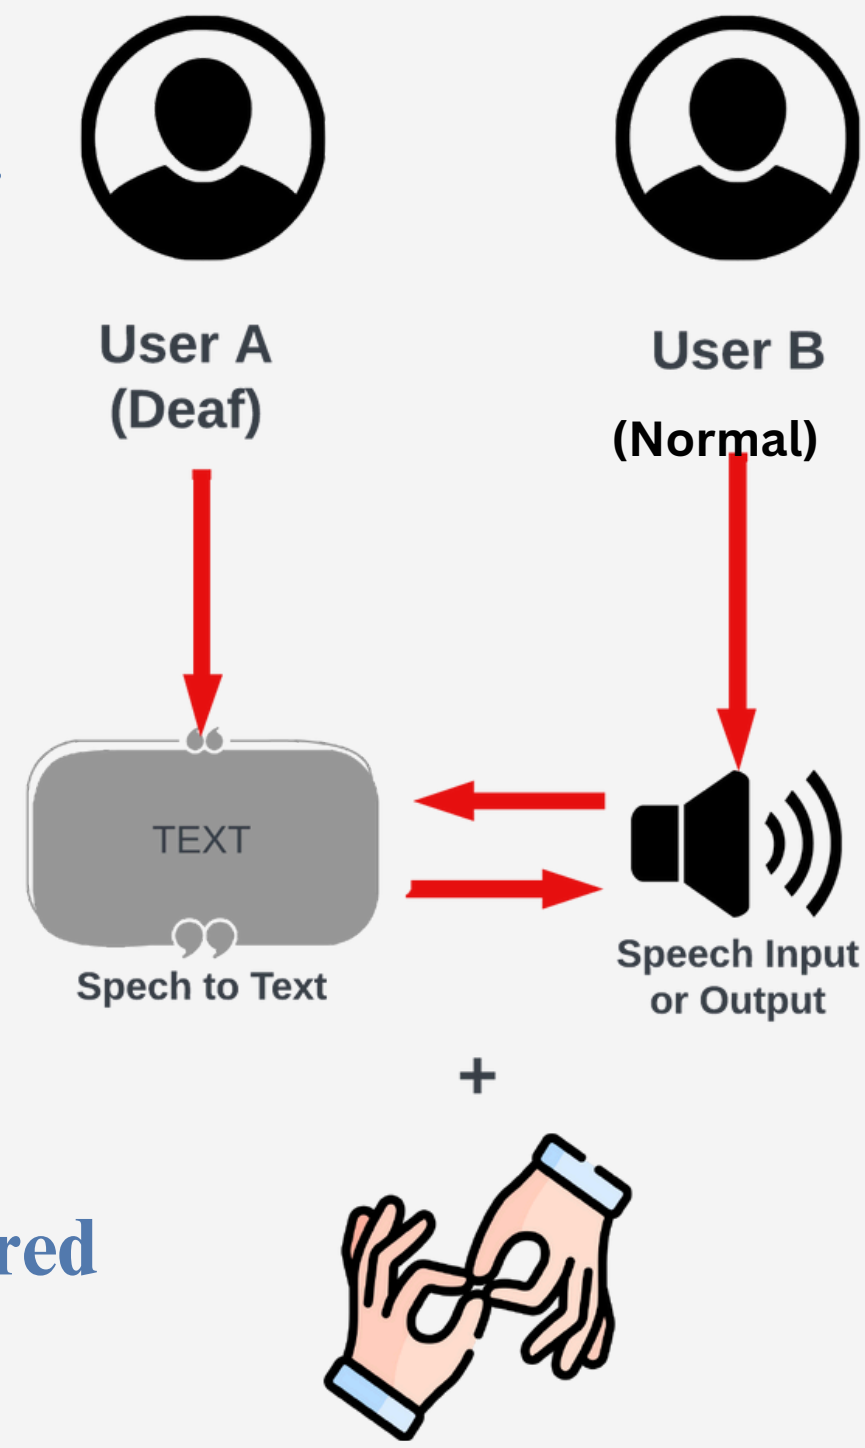 User A
(Deaf)
User B
(Normal)
TEXT
Spech to Text
Speech Input
or Output
+
red